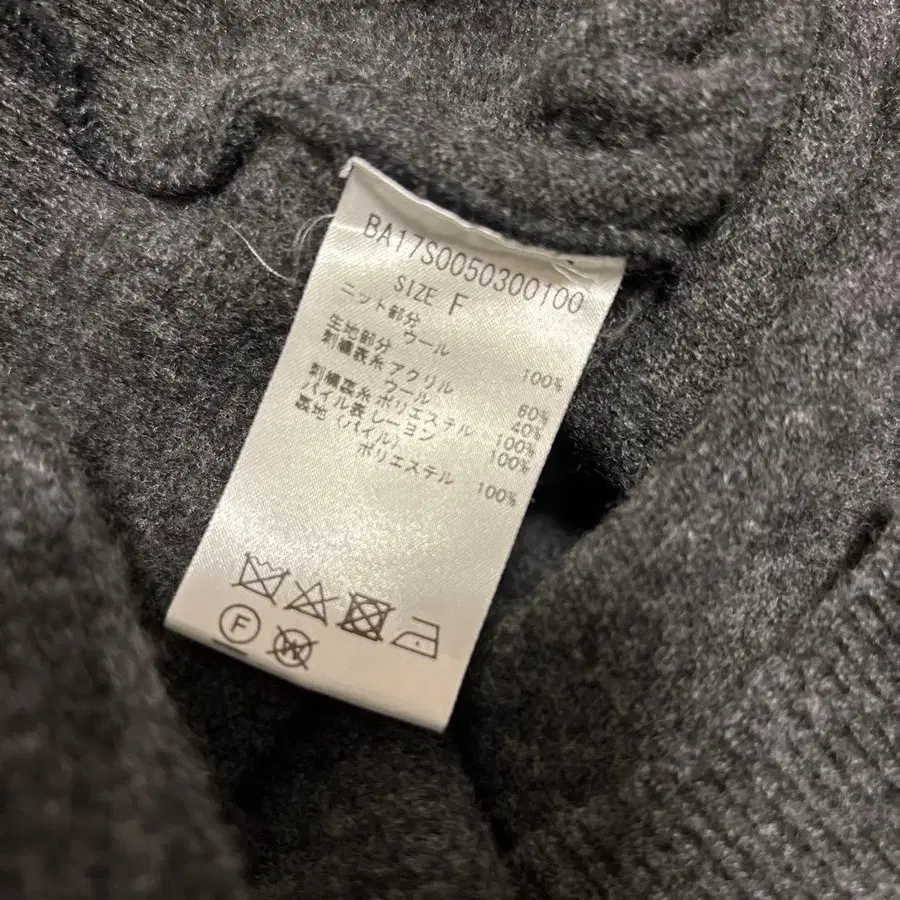 BA17S0050300100
SIZE F
ニット部分
ウール 100%
生地部分
刺繍表糸 アクリル 60%
ウール 40%
刺繍裏糸 ポリエステル 100%
パイル表 レーヨン 100%
裏地〈パイル〉
ポリエステル 100%
F W